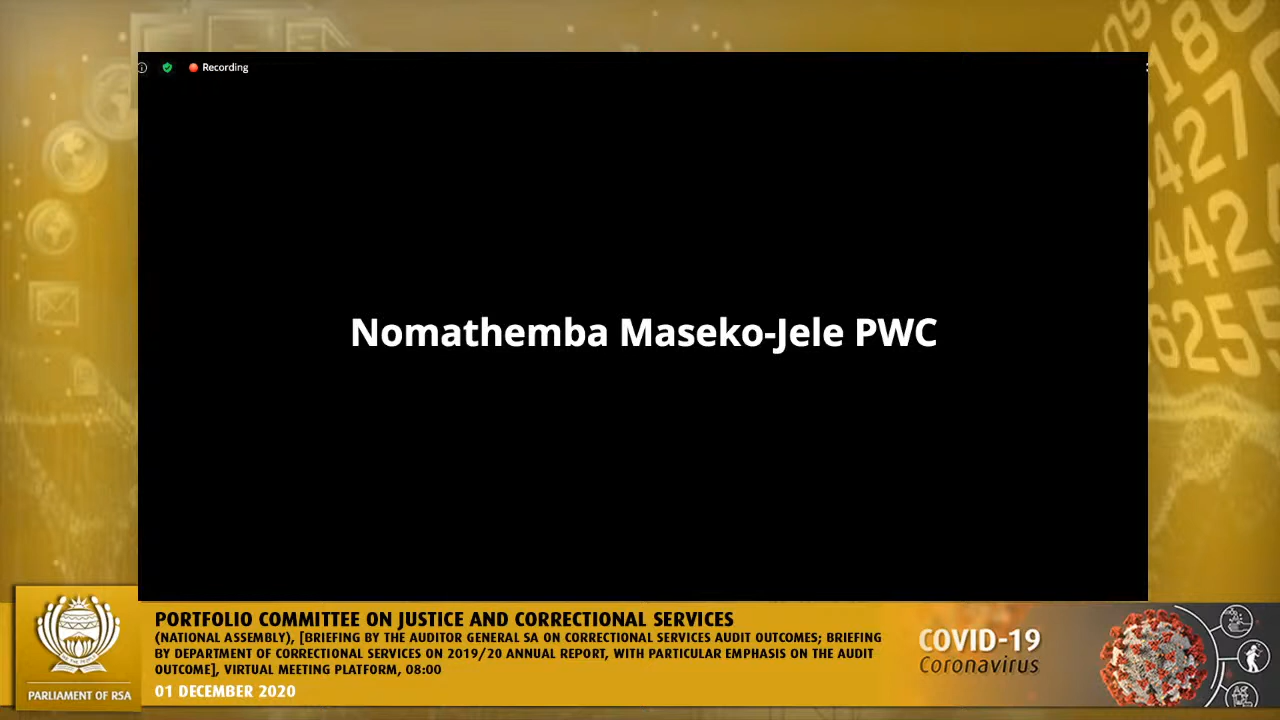 Recording
Nomathemba Maseko-Jele PWC
PORTFOLIO COMMITTEE ON JUSTICE AND CORRECTIONAL SERVICES
(NATIONAL ASSEMBLY), [BRIEFING BY THE AUDITOR GENERAL SA ON CORRECTIONAL SERVICES AUDIT OUTCOMES; BRIEFING
BY DEPARTMENT OF CORRECTIONAL SERVICES ON 2019/20 ANNUAL REPORT, WITH PARTICULAR EMPHASIS ON THE AUDIT
OUTCOME], VIRTUAL MEETING PLATFORM, 08:00
01 DECEMBER 2020
PARLIAMENT OF RSA
COVID-19
Coronavirus